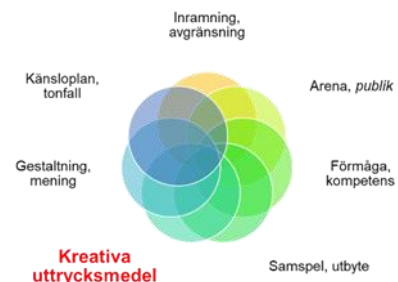 Inramning,
avgränsning
Känsloplan,
tonfall
Arena, publik
Gestaltning,
mening
Förmåga,
kompetens
Kreativa
uttrycksmedel
Samspel, utbyte